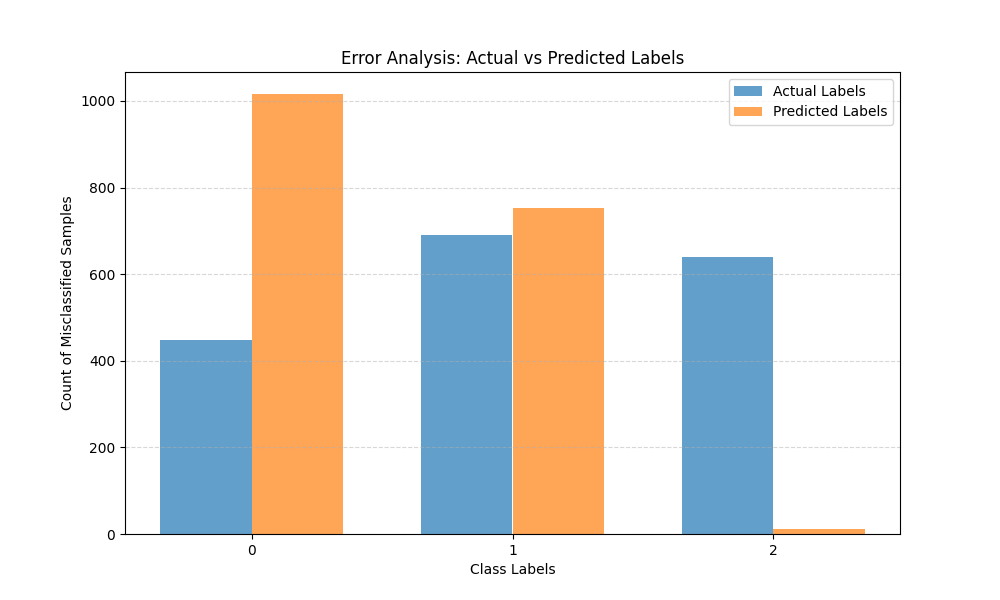 Error Analysis: Actual vs Predicted Labels
Actual Labels
Predicted Labels
Count of Misclassified Samples
1000
800
600
400
200
0
0 1 2
Class Labels